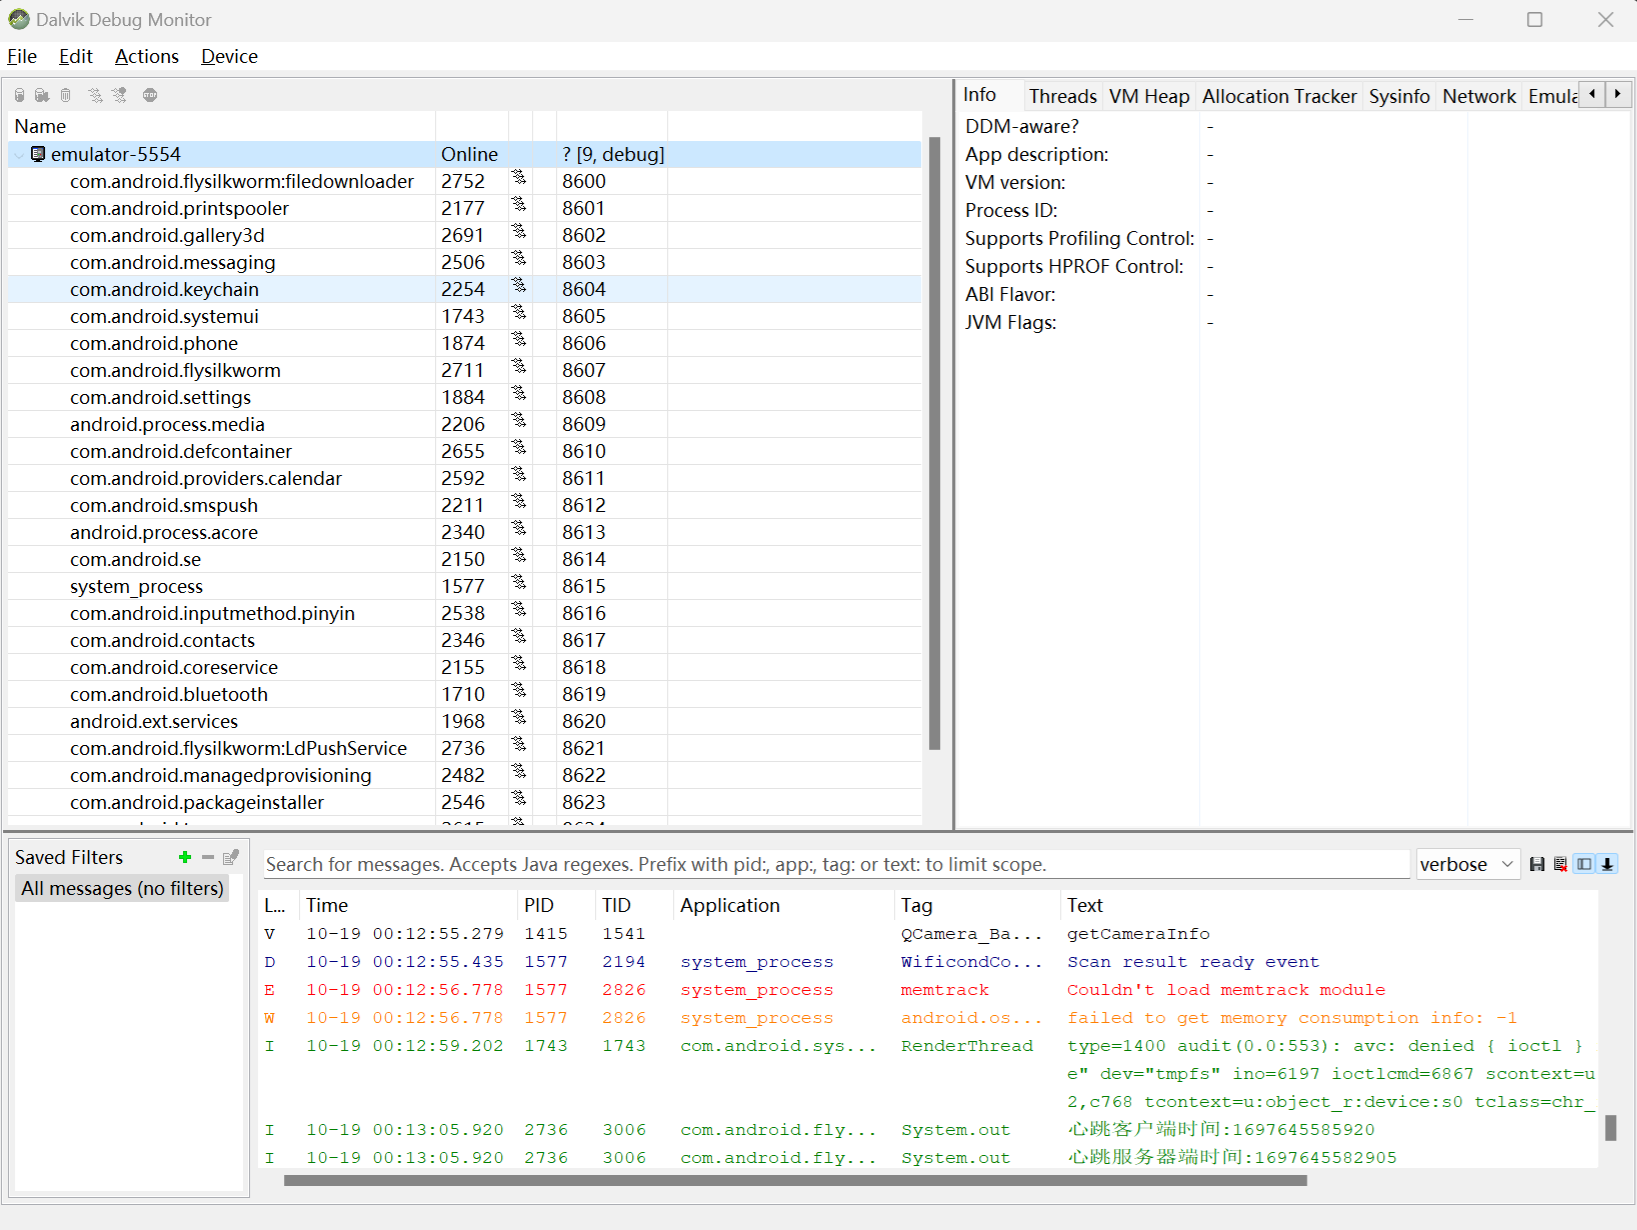 Dalvik Debug Monitor
File Edit Actions Device
Name
emulator-5554 Online ? [9, debug]
com.android.flysilkworm:filedownloader 2752 8600
com.android.printspooler 2177 8601
com.android.gallery3d 2691 8602
com.android.messaging 2506 8603
com.android.keychain 2254 8604
com.android.systemui 1743 8605
com.android.phone 1874 8606
com.android.flysilkworm 2711 8607
com.android.settings 1884 8608
android.process.media 2206 8609
com.android.defcontainer 2655 8610
com.android.providers.calendar 2592 8611
com.android.smspush 2211 8612
android.process.acore 2340 8613
com.android.se 2150 8614
system_process 1577 8615
com.android.inputmethod.pinyin 2538 8616
com.android.contacts 2346 8617
com.android.coreservice 2155 8618
com.android.bluetooth 1710 8619
android.ext.services 1968 8620
com.android.flysilkworm:LdPushService 2736 8621
com.android.managedprovisioning 2482 8622
com.android.packageinstaller 2546 8623
Info Threads VM Heap Allocation Tracker Sysinfo Network Emula
DDM-aware? -
App description: -
VM version: -
Process ID: -
Supports Profiling Control: -
Supports HPROF Control: -
ABI Flavor: -
JVM Flags: -
Saved Filters
All messages (no filters)
Search for messages. Accepts Java regexes. Prefix with pid:, app:, tag: or text: to limit scope.
verbose
L... Time PID TID Application Tag Text
V 10-19 00:12:55.279 1415 1541 QCamera_Ba... getCameraInfo
D 10-19 00:12:55.435 1577 2194 system_process WificondCo... Scan result ready event
E 10-19 00:12:56.778 1577 2826 system_process memtrack Couldn't load memtrack module
W 10-19 00:12:56.778 1577 2826 system_process android.os... failed to get memory consumption info: -1
I 10-19 00:12:59.202 1743 1743 com.android.sys... RenderThread type=1400 audit(0.0:553): avc: denied { ioctl }
e" dev="tmpfs" ino=6197 ioctlcmd=6867 scontext=u
2,c768 tcontext=u:object_r:device:s0 tclass=chr_
I 10-19 00:13:05.920 2736 3006 com.android.fly... System.out 心跳客户端时间:1697645585920
I 10-19 00:13:05.920 2736 3006 com.android.fly... System.out 心跳服务器端时间:1697645582905